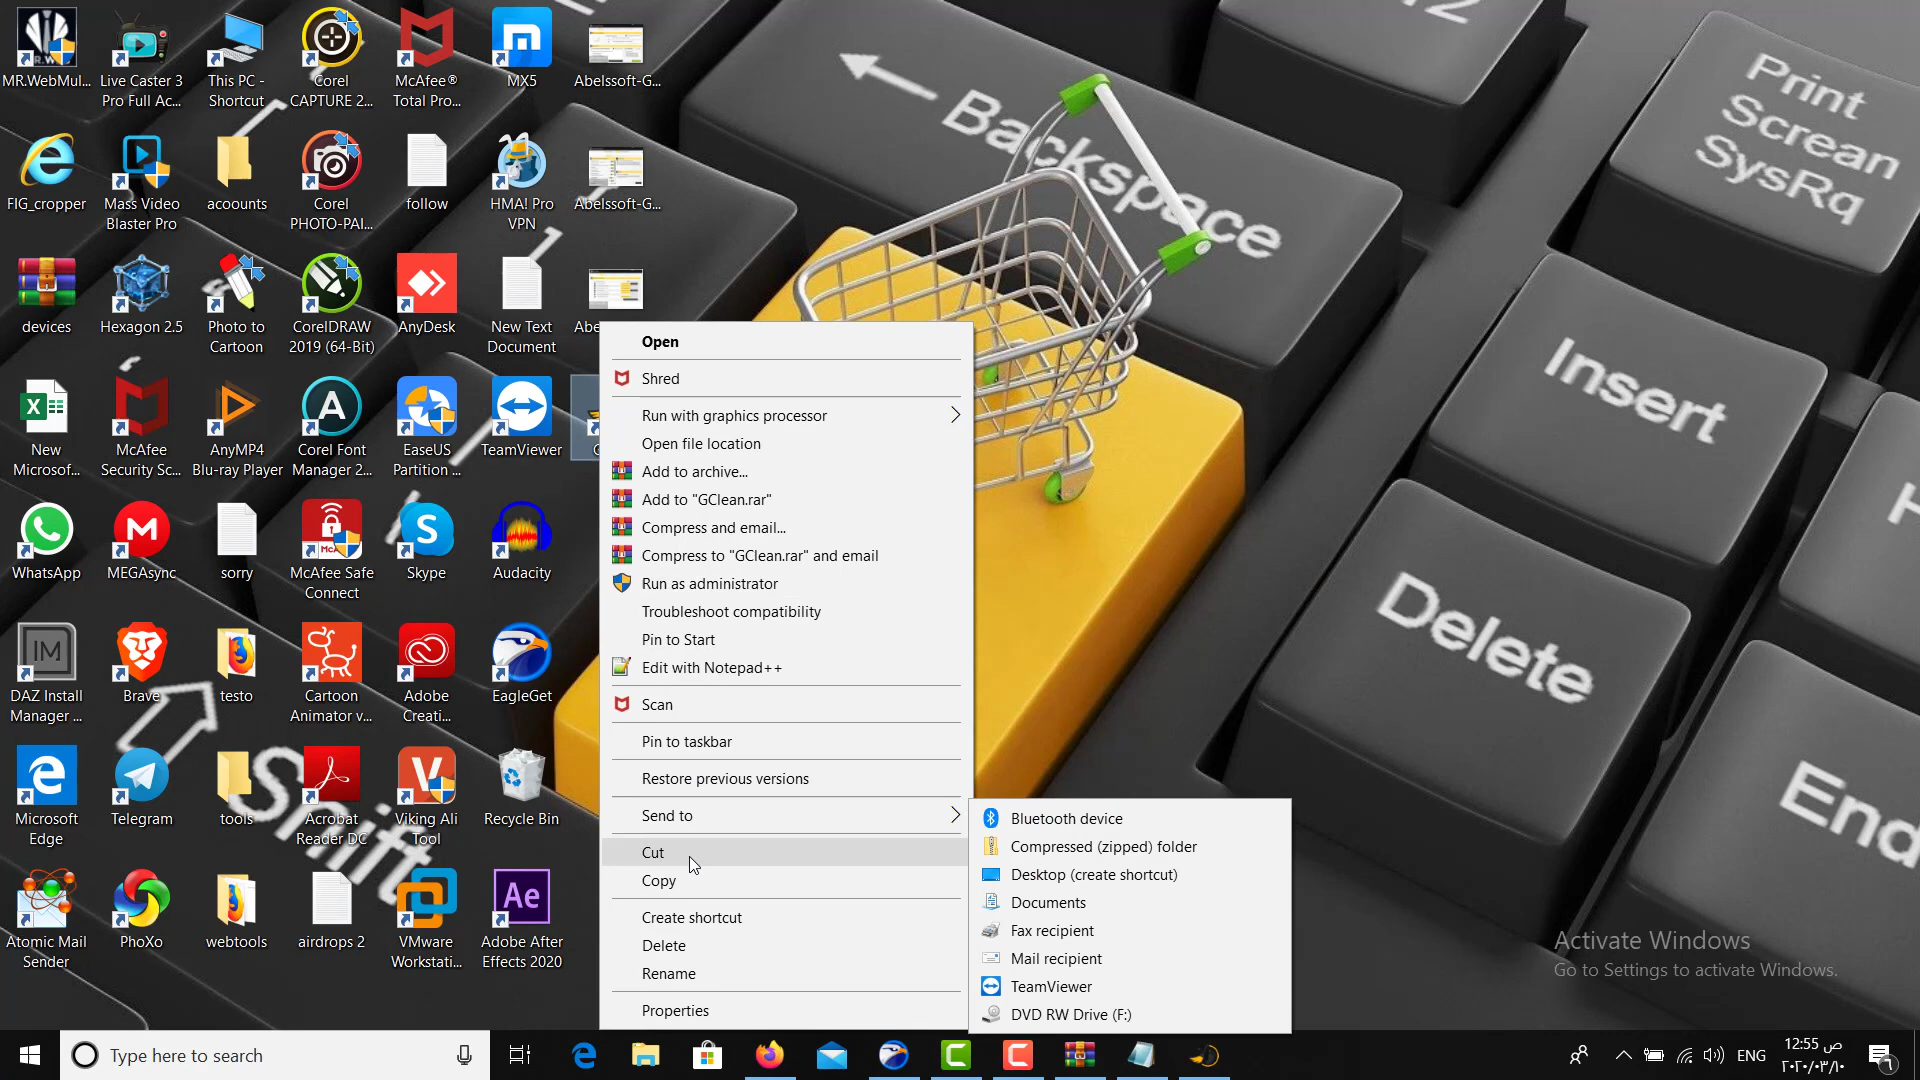 MR.WebMul...
Live Caster 3
Pro Full Ac...
This PC -
Shortcut
Corel
CAPTURE 2...
McAfee®
Total Pro...
MX5
Abelssoft-G...
FIG_cropper
Mass Video
Blaster Pro
acoounts
Corel
PHOTO-PAI...
follow
HMA! Pro
VPN
Abelssoft-G...
devices
Hexagon 2.5
Photo to
Cartoon
CorelDRAW
2019 (64-Bit)
AnyDesk
New Text
Document
New
Microsof...
McAfee
Security Sc...
AnyMP4
Blu-ray Player
Corel Font
Manager 2...
EaseUS
Partition ...
TeamViewer
WhatsApp
MEGAsync
sorry
McAfee Safe
Connect
Skype
Audacity
DAZ Install
Manager ...
Brave
testo
Cartoon
Animator v...
Adobe
Creati...
EagleGet
Microsoft
Edge
Telegram
tools
Acrobat
Reader DC
Viking Ali
Tool
Recycle Bin
Atomic Mail
Sender
PhoXo
webtools
airdrops 2
VMware
Workstati...
Adobe After
Effects 2020
Open
Shred
Run with graphics processor
Open file location
Add to archive...
Add to "GClean.rar"
Compress and email...
Compress to "GClean.rar" and email
Run as administrator
Troubleshoot compatibility
Pin to Start
Edit with Notepad++
Scan
Pin to taskbar
Restore previous versions
Send to
Cut
Copy
Create shortcut
Delete
Rename
Properties
Bluetooth device
Compressed (zipped) folder
Desktop (create shortcut)
Documents
Fax recipient
Mail recipient
TeamViewer
DVD RW Drive (F:)
Backspace
Print
Screan
SysRq
Insert
Delete
End
Shift
Activate Windows
Go to Settings to activate Windows.
Type here to search
ENG
12:55 ص
٢٠٢٠/٠٣/١٠